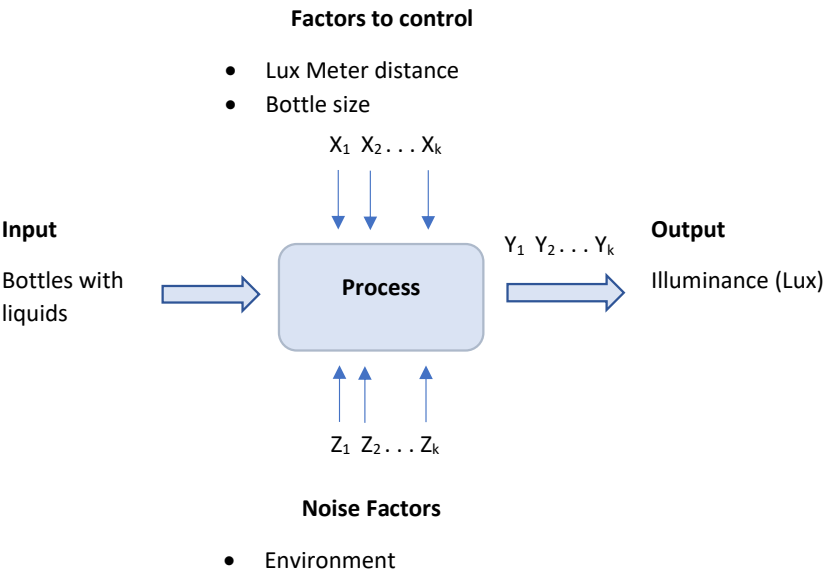 Factors to control
• Lux Meter distance
• Bottle size
X₁ X₂ . . . Xₖ
Input
Bottles with
liquids
Process
Y₁ Y₂ . . . Yₖ
Output
Illuminance (Lux)
Z₁ Z₂ . . . Zₖ
Noise Factors
• Environment